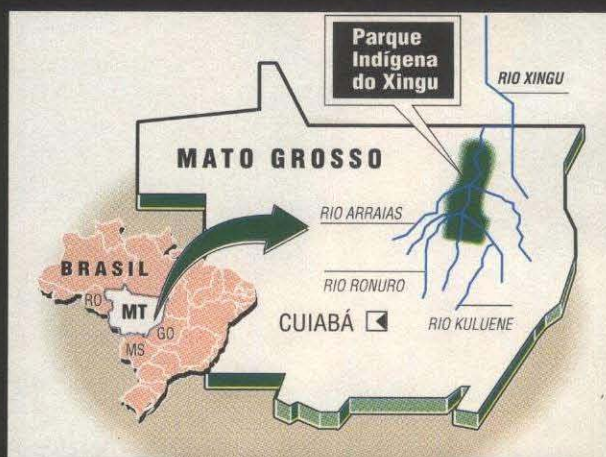 Parque
Indígena
do Xingu
RIO XINGU
MATO GROSSO
RIO ARRAIAS
BRASIL
RO
MT
GO
MS
RIO RONURO
CUIABÁ
RIO KULUENE